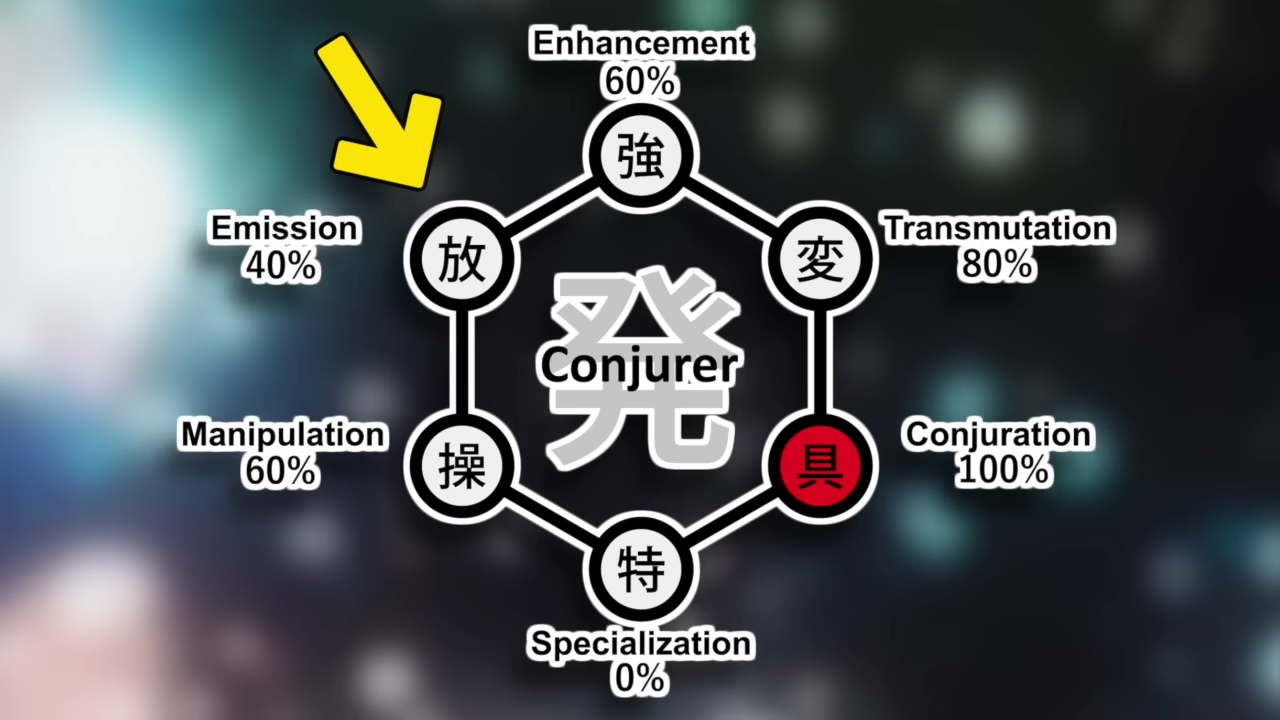 Enhancement
60%
強
Emission
40%
放
変
Transmutation
80%
発
Conjurer
Manipulation
60%
操
具
Conjuration
100%
特
Specialization
0%